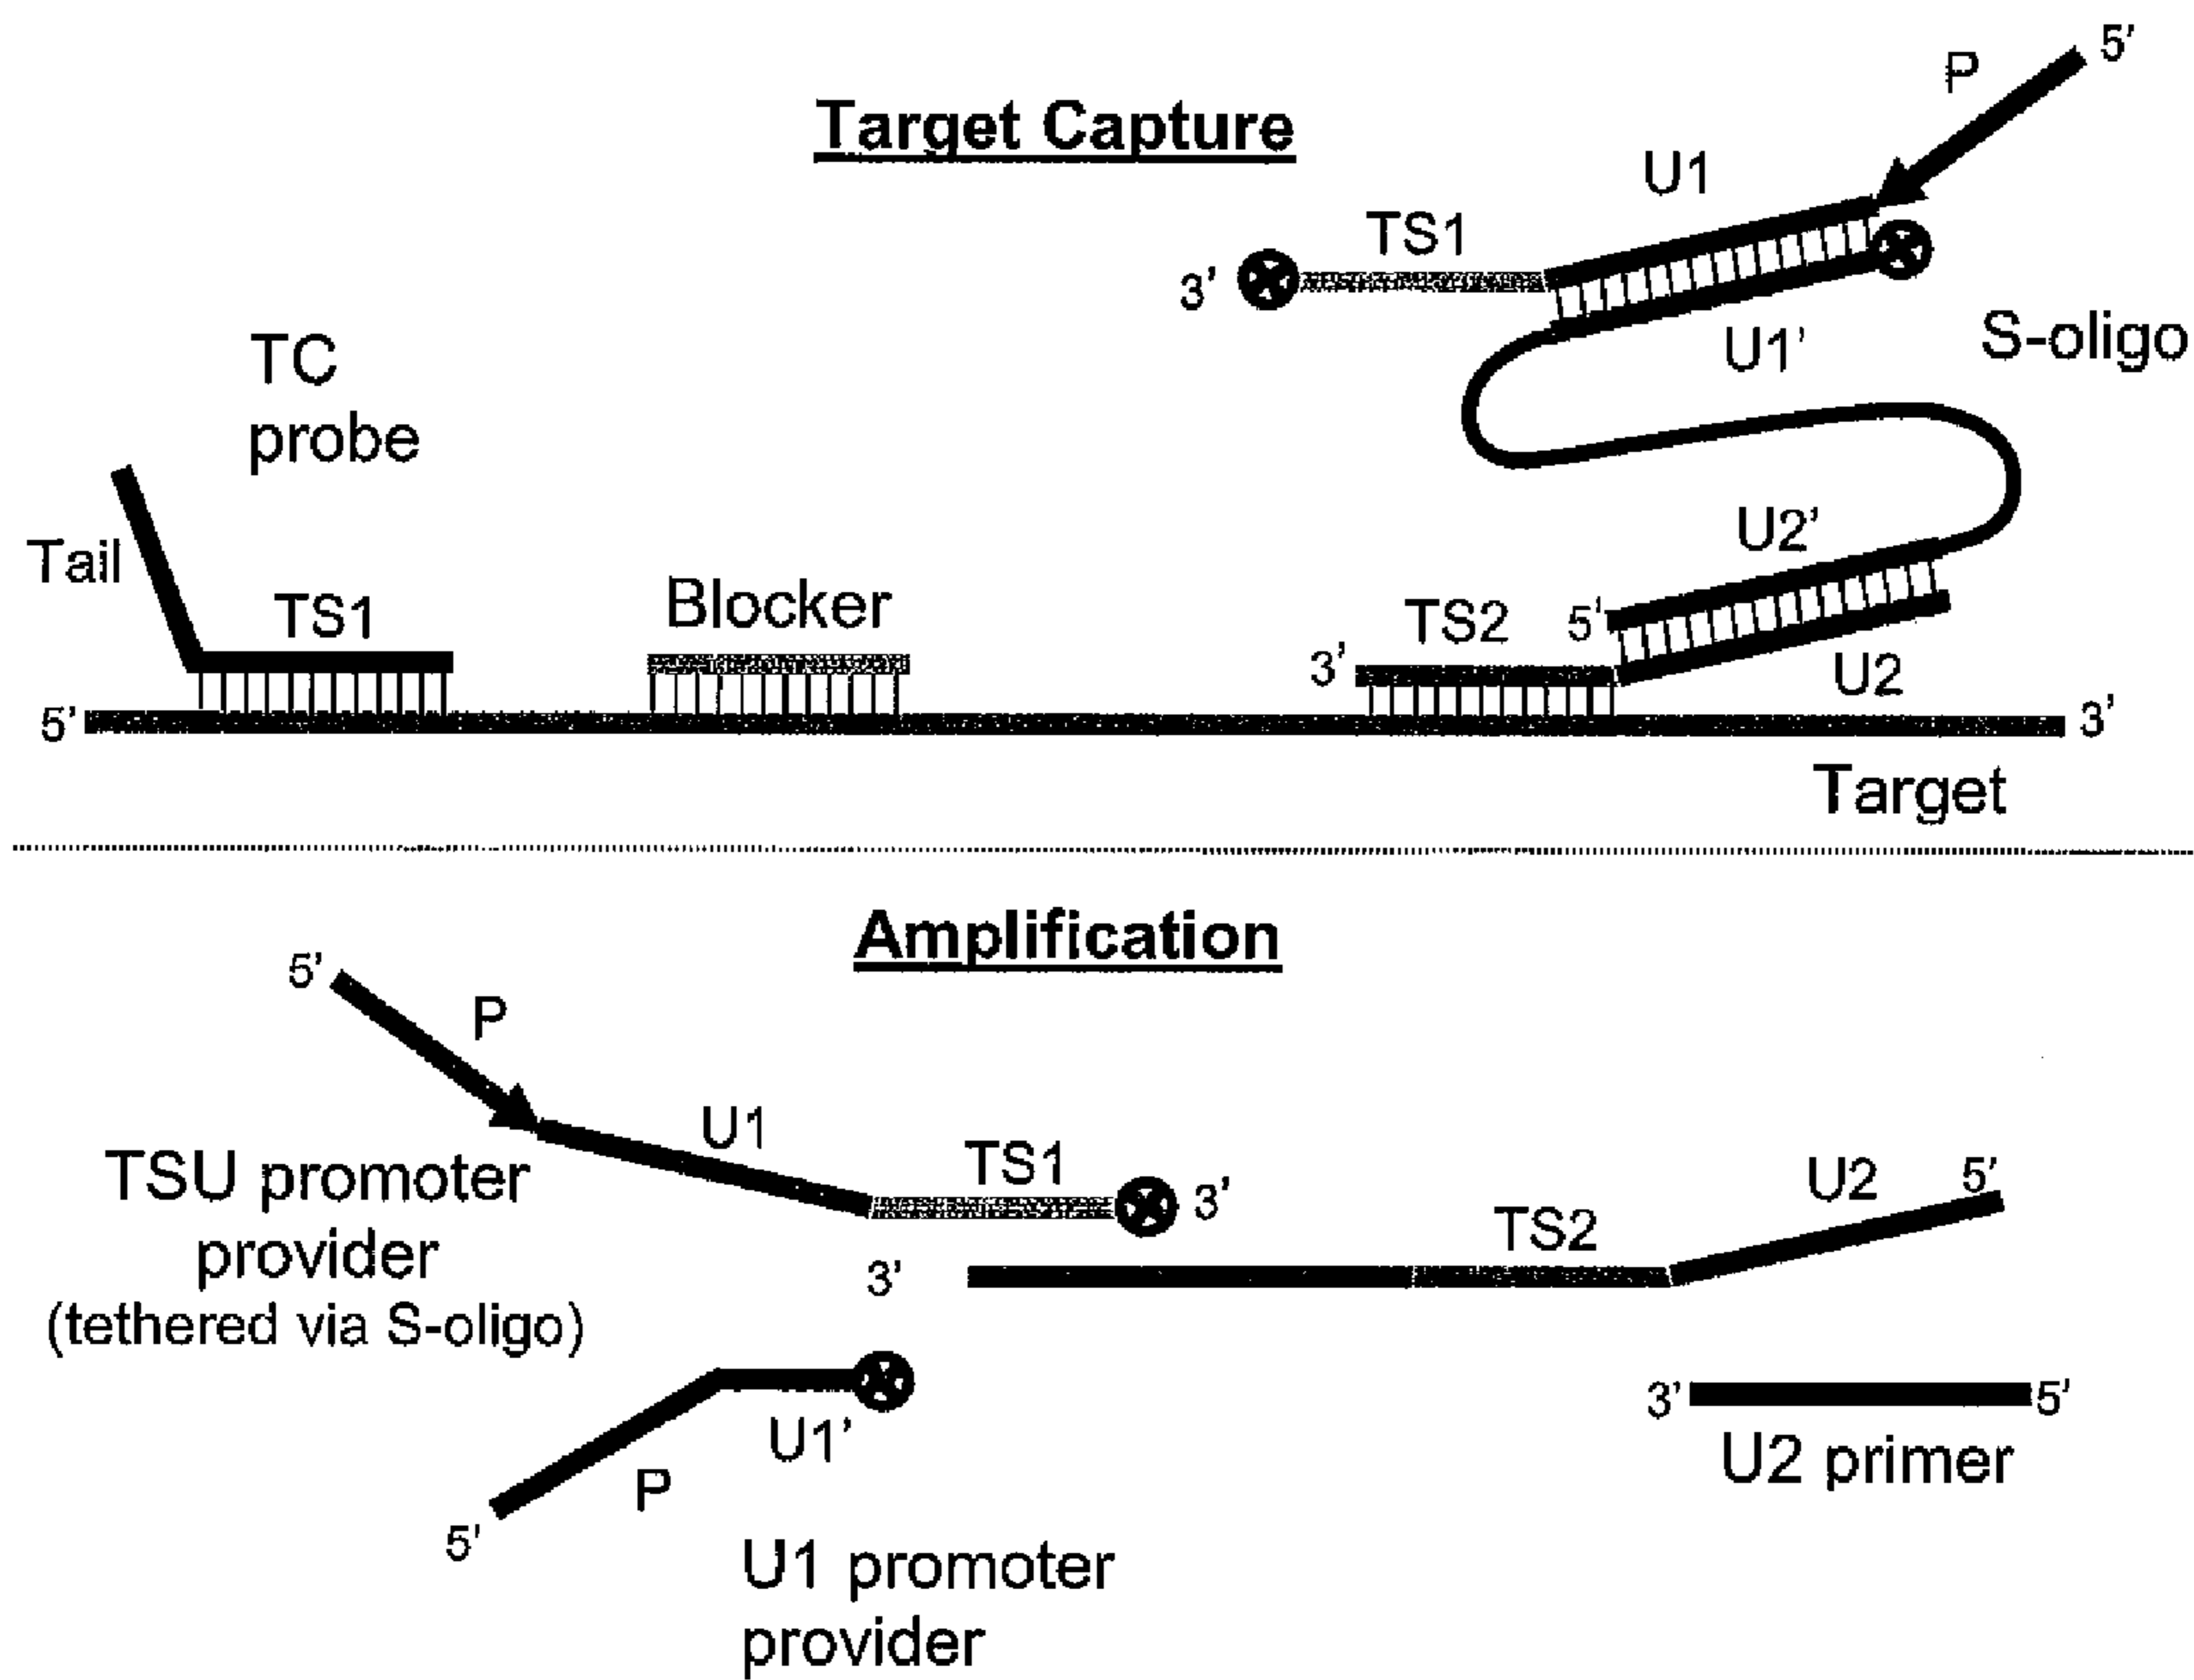 Target Capture
5'
P
U1
TS1
3'
U1'
S-oligo
TC
probe
Tail
TS1
Blocker
U2'
TS2
5'
3'
U2
5'
3'
Target
Amplification
5'
P
U1
TS1
3'
TSU promoter
provider
(tethered via S-oligo)
3'
TS2
U2
5'
U1'
P
5'
U1 promoter
provider
3'
5'
U2 primer